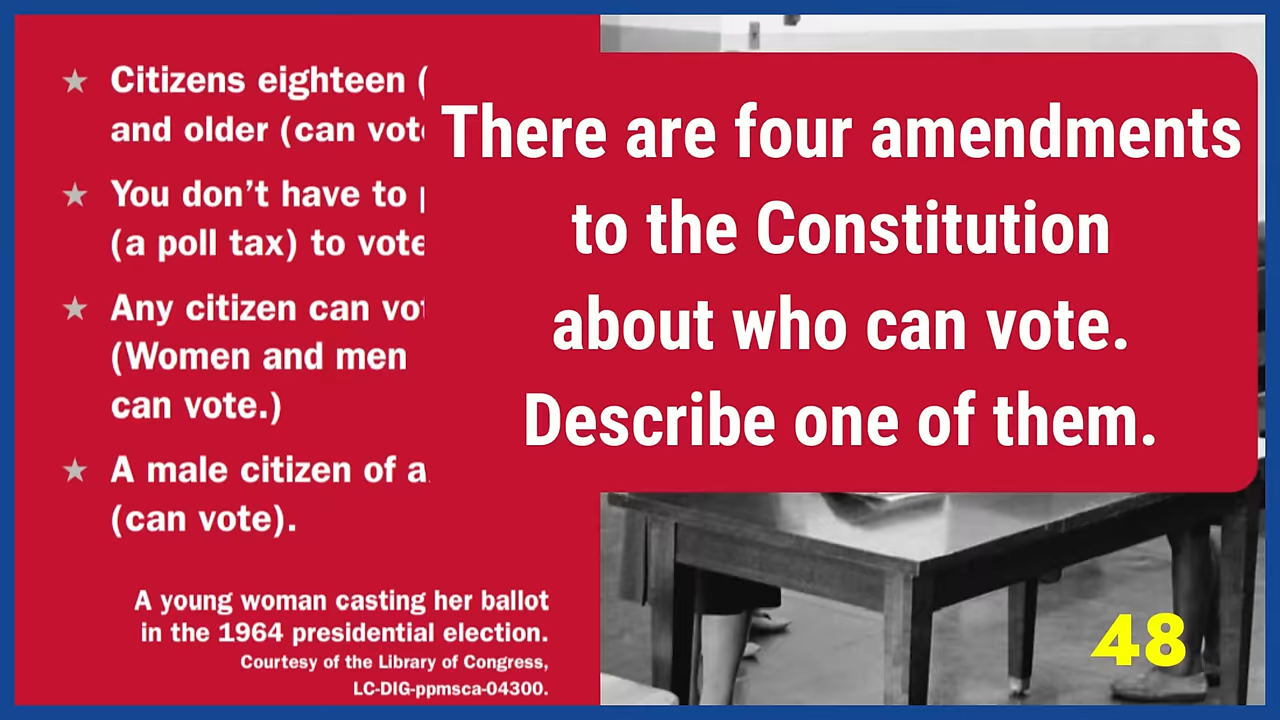 Citizens eighteen (
and older (can vot
You don't have to
(a poll tax) to vote
Any citizen can vo
(Women and men
can vote.)
A male citizen of a
(can vote).
A young woman casting her ballot
in the 1964 presidential election.
Courtesy of the Library of Congress,
LC-DIG-ppmsca-04300.
There are four amendments
to the Constitution
about who can vote.
Describe one of them.
48